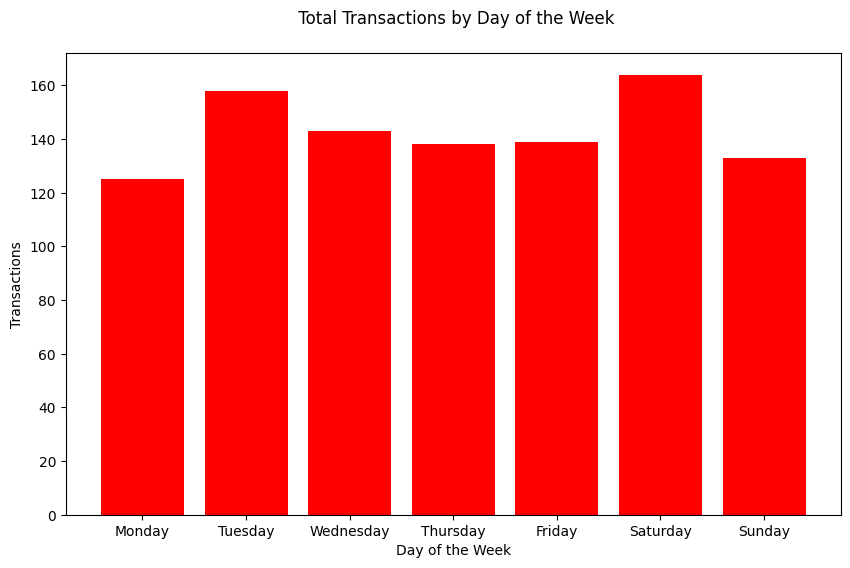 Total Transactions by Day of the Week
160
140
120
100
80
60
40
20
0
Transactions
Monday Tuesday Wednesday Thursday Friday Saturday Sunday
Day of the Week